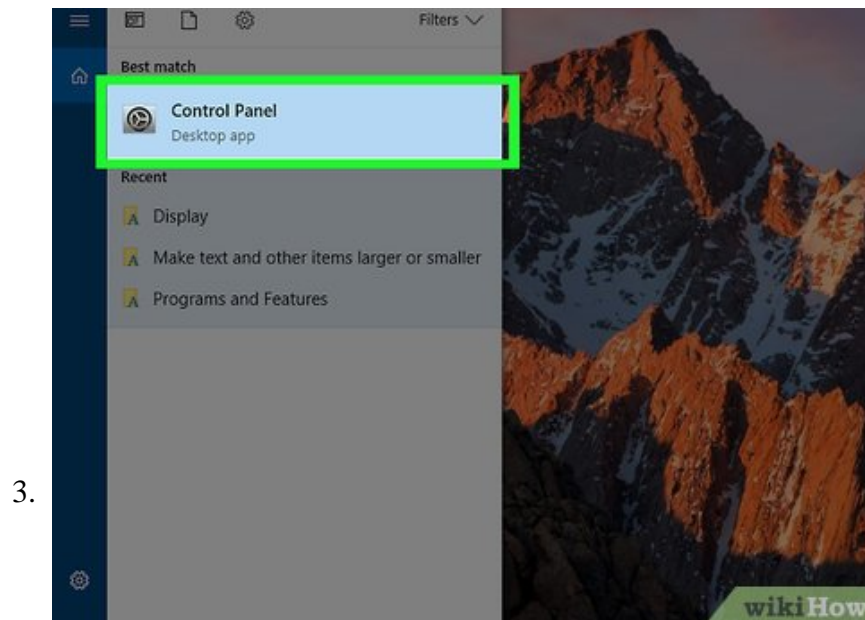 Filters
Best match
Control Panel
Desktop app
Recent
Display
Make text and other items larger or smaller
Programs and Features
3.
wikiHow